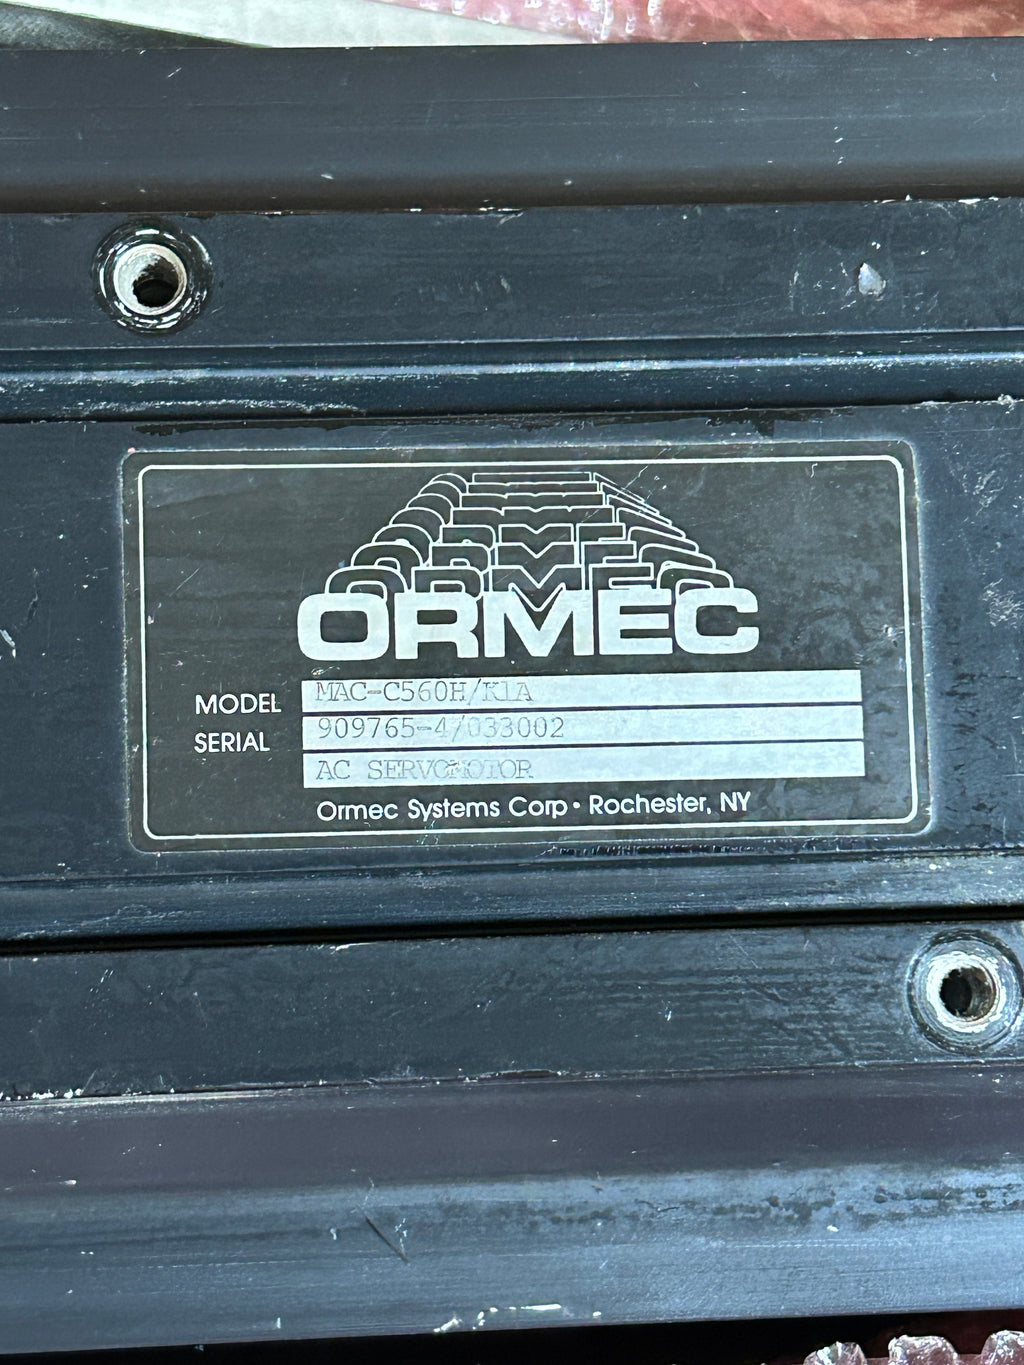 ORMEC
MODEL MAC-C560H/K1A
SERIAL 909765-4/033002
AC SERVOMOTOR
Ormec Systems Corp • Rochester, NY